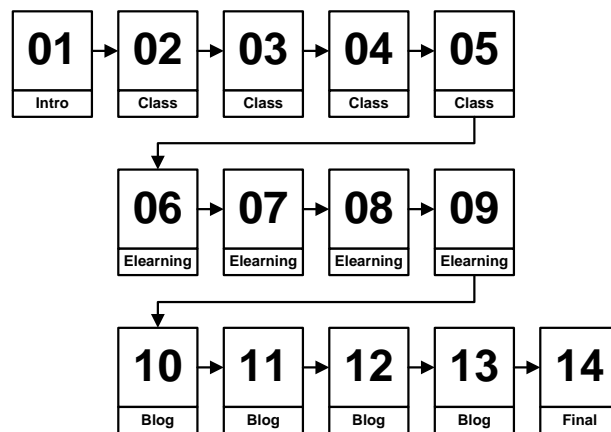 01 02 03 04 05
Intro Class Class Class Class
06 07 08 09
Elearning Elearning Elearning Elearning
10 11 12 13 14
Blog Blog Blog Blog Final